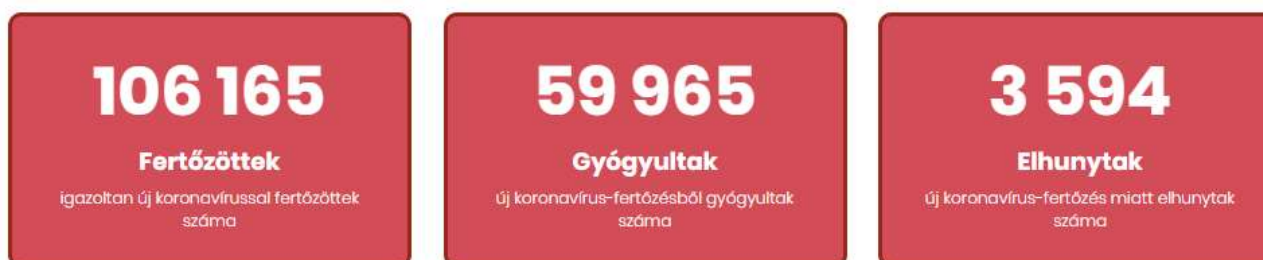 106 165
Fertőzöttek
igazoltan új koronavírussal fertőzöttek
száma
59 965
Gyógyultak
új koronavírus-fertőzésből gyógyultak
száma
3 594
Elhunytak
új koronavírus-fertőzés miatt elhunytak
száma